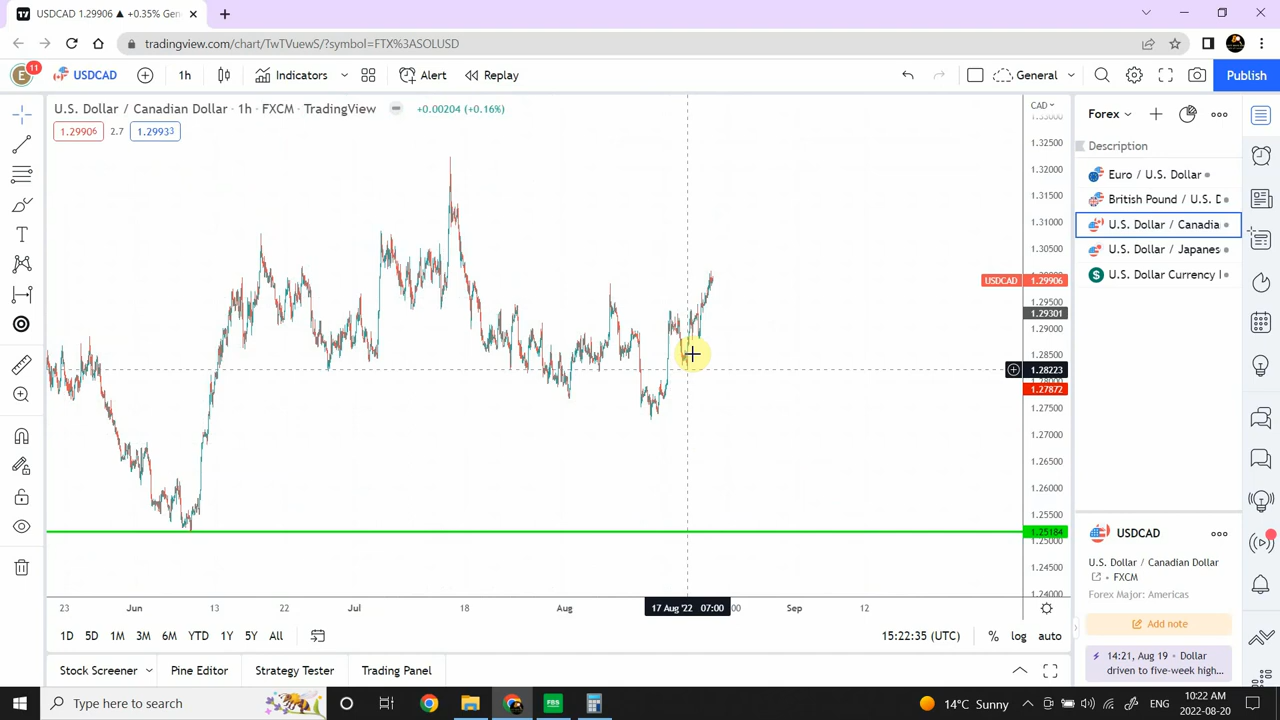 USDCAD 1.29906 ▲ +0.35% Gen
tradingview.com/chart/TwTVuewS/?symbol=FTX%3ASOLUSD
E
11
USDCAD
1h
Indicators
Alert
Replay
General
Publish
U.S. Dollar / Canadian Dollar · 1h · FXCM · TradingView
+0.00204 (+0.16%)
1.29906
2.7
1.29933
CAD
1.33000
1.32500
1.32000
1.31500
1.31000
1.30500
USDCAD
1.29906
1.29500
1.29301
1.29000
1.28500
1.28223
1.28000
1.27872
1.27500
1.27000
1.26500
1.26000
1.25500
1.25184
1.25000
1.24500
1.24000
23
Jun
13
22
Jul
18
Aug
17 Aug '22 07:00
:00
Sep
12
1D
5D
1M
3M
6M
YTD
1Y
5Y
All
15:22:35 (UTC)
%
log
auto
Stock Screener
Pine Editor
Strategy Tester
Trading Panel
Forex
Description
Euro / U.S. Dollar
British Pound / U.S. D
U.S. Dollar / Canadia
U.S. Dollar / Japanes
U.S. Dollar Currency I
USDCAD
U.S. Dollar / Canadian Dollar
FXCM
Forex Major: Americas
Add note
14:21, Aug 19 • Dollar
driven to five-week high...
Type here to search
FBS
14°C Sunny
ENG
10:22 AM
2022-08-20